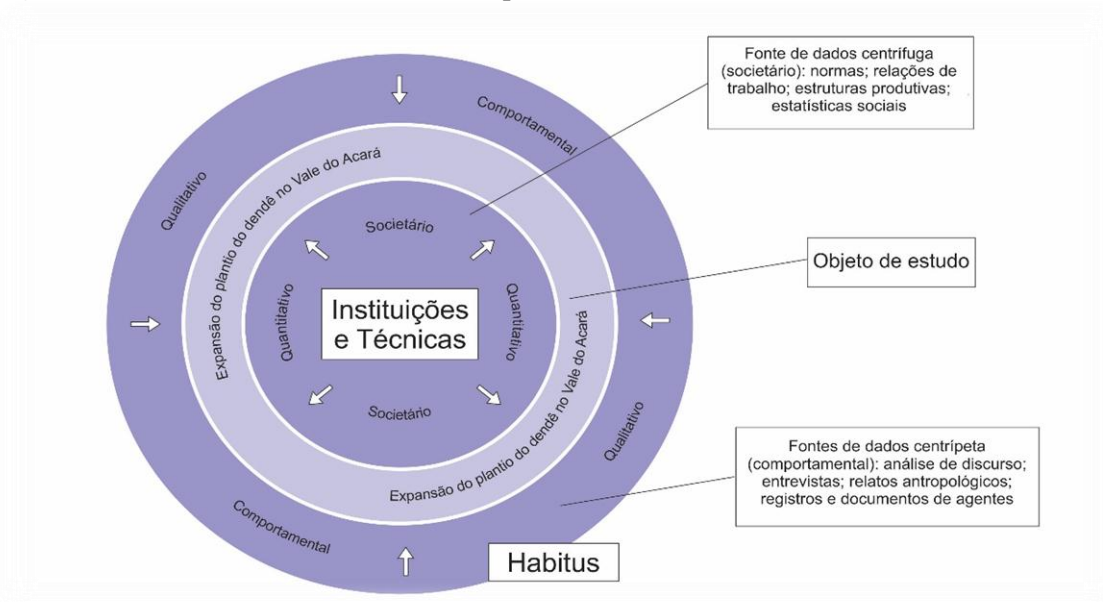 Fonte de dados centrífuga
(societário): normas; relações de
trabalho; estruturas produtivas;
estatísticas sociais
Comportamental
Qualitativo
Expansão do plantio do dendê no Vale do Acará
Societário
Quantitativo
Instituições
e Técnicas
Quantitativo
Societário
Objeto de estudo
Expansão do plantio do dendê no Vale do Acará
Qualitativo
Comportamental
Fontes de dados centrípeta
(comportamental): análise de discurso;
entrevistas; relatos antropológicos;
registros e documentos de agentes
Habitus